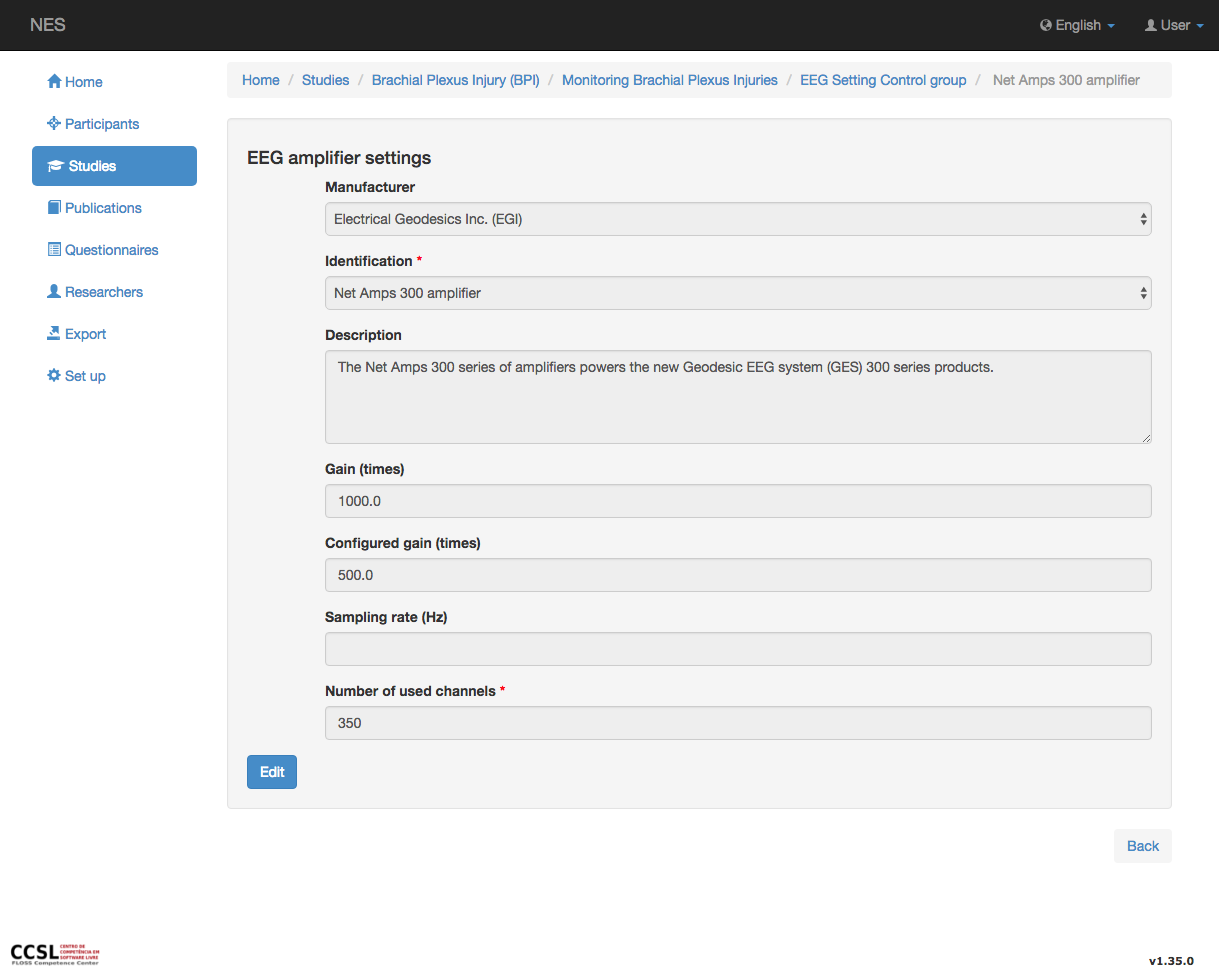 NES
English
User
Home
Participants
Studies
Publications
Questionnaires
Researchers
Export
Set up
Home / Studies / Brachial Plexus Injury (BPI) / Monitoring Brachial Plexus Injuries / EEG Setting Control group / Net Amps 300 amplifier
EEG amplifier settings
Manufacturer
Electrical Geodesics Inc. (EGI)
Identification *
Net Amps 300 amplifier
Description
The Net Amps 300 series of amplifiers powers the new Geodesic EEG system (GES) 300 series products.
Gain (times)
1000.0
Configured gain (times)
500.0
Sampling rate (Hz)
Number of used channels *
350
Edit
Back
CCSL
CENTRO DE
COMPETÊNCIA EM
SOFTWARE LIVRE
FLOSS Competence Center
v1.35.0